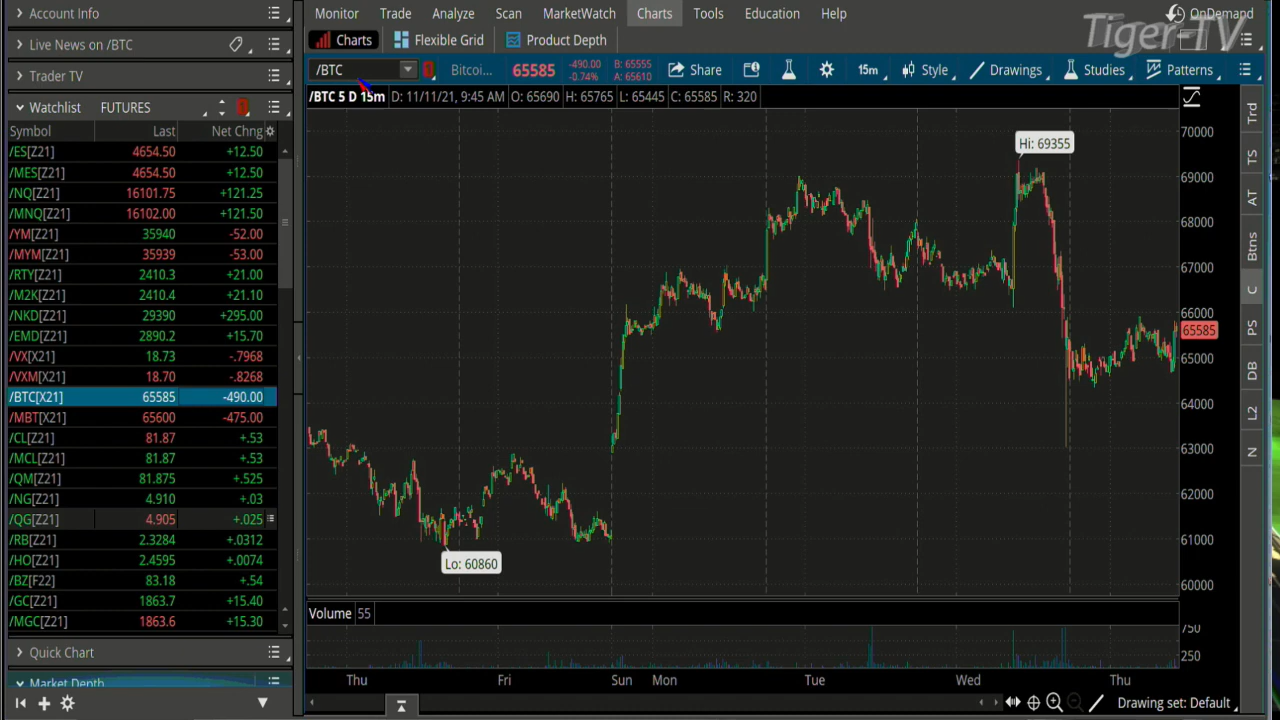 Account Info
Live News on /BTC
Trader TV
Watchlist FUTURES
Symbol Last Net Chng
/ES[Z21] 4654.50 +12.50
/MES[Z21] 4654.50 +12.50
/NQ[Z21] 16101.75 +121.25
/MNQ[Z21] 16102.00 +121.50
/YM[Z21] 35940 -52.00
/MYM[Z21] 35939 -53.00
/RTY[Z21] 2410.3 +21.00
/M2K[Z21] 2410.4 +21.10
/NKD[Z21] 29390 +295.00
/EMD[Z21] 2890.2 +15.70
/VX[X21] 18.73 -.7968
/VXM[X21] 18.70 -.8268
/BTC[X21] 65585 -490.00
/MBT[X21] 65600 -475.00
/CL[Z21] 81.87 +.53
/MCL[Z21] 81.87 +.53
/QM[Z21] 81.875 +.525
/NG[Z21] 4.910 +.03
/QG[Z21] 4.905 +.025
/RB[Z21] 2.3284 +.0312
/HO[Z21] 2.4595 +.0074
/BZ[F22] 83.18 +.54
/GC[Z21] 1863.7 +15.40
/MGC[Z21] 1863.6 +15.30
Quick Chart
Market Depth
Monitor Trade Analyze Scan MarketWatch Charts Tools Education Help
OnDemand
Tiger-TV
Charts Flexible Grid Product Depth
/BTC 1 Bitcoi... 65585 -490.00 -0.74% B: 65555 A: 65610 Share 15m Style Drawings Studies Patterns
/BTC 5 D 15m D: 11/11/21, 9:45 AM O: 65690 H: 65765 L: 65445 C: 65585 R: 320
70000
Hi: 69355
69000
68000
67000
66000
65585
65000
64000
63000
62000
61000
Lo: 60860
60000
Volume 55
750
250
Thu Fri Sun Mon Tue Wed Thu
Drawing set: Default
Trd
TS
AT
Btns
C
PS
DB
L2
N